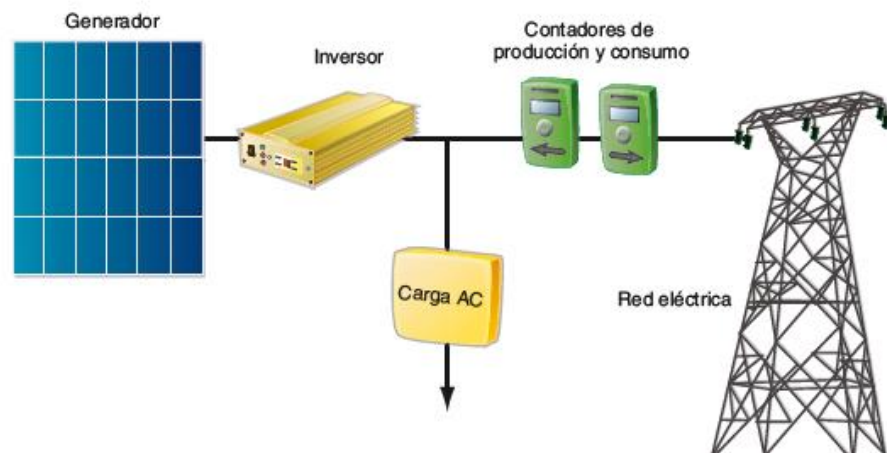 Generador
Inversor
Contadores de
producción y consumo
Carga AC
Red eléctrica